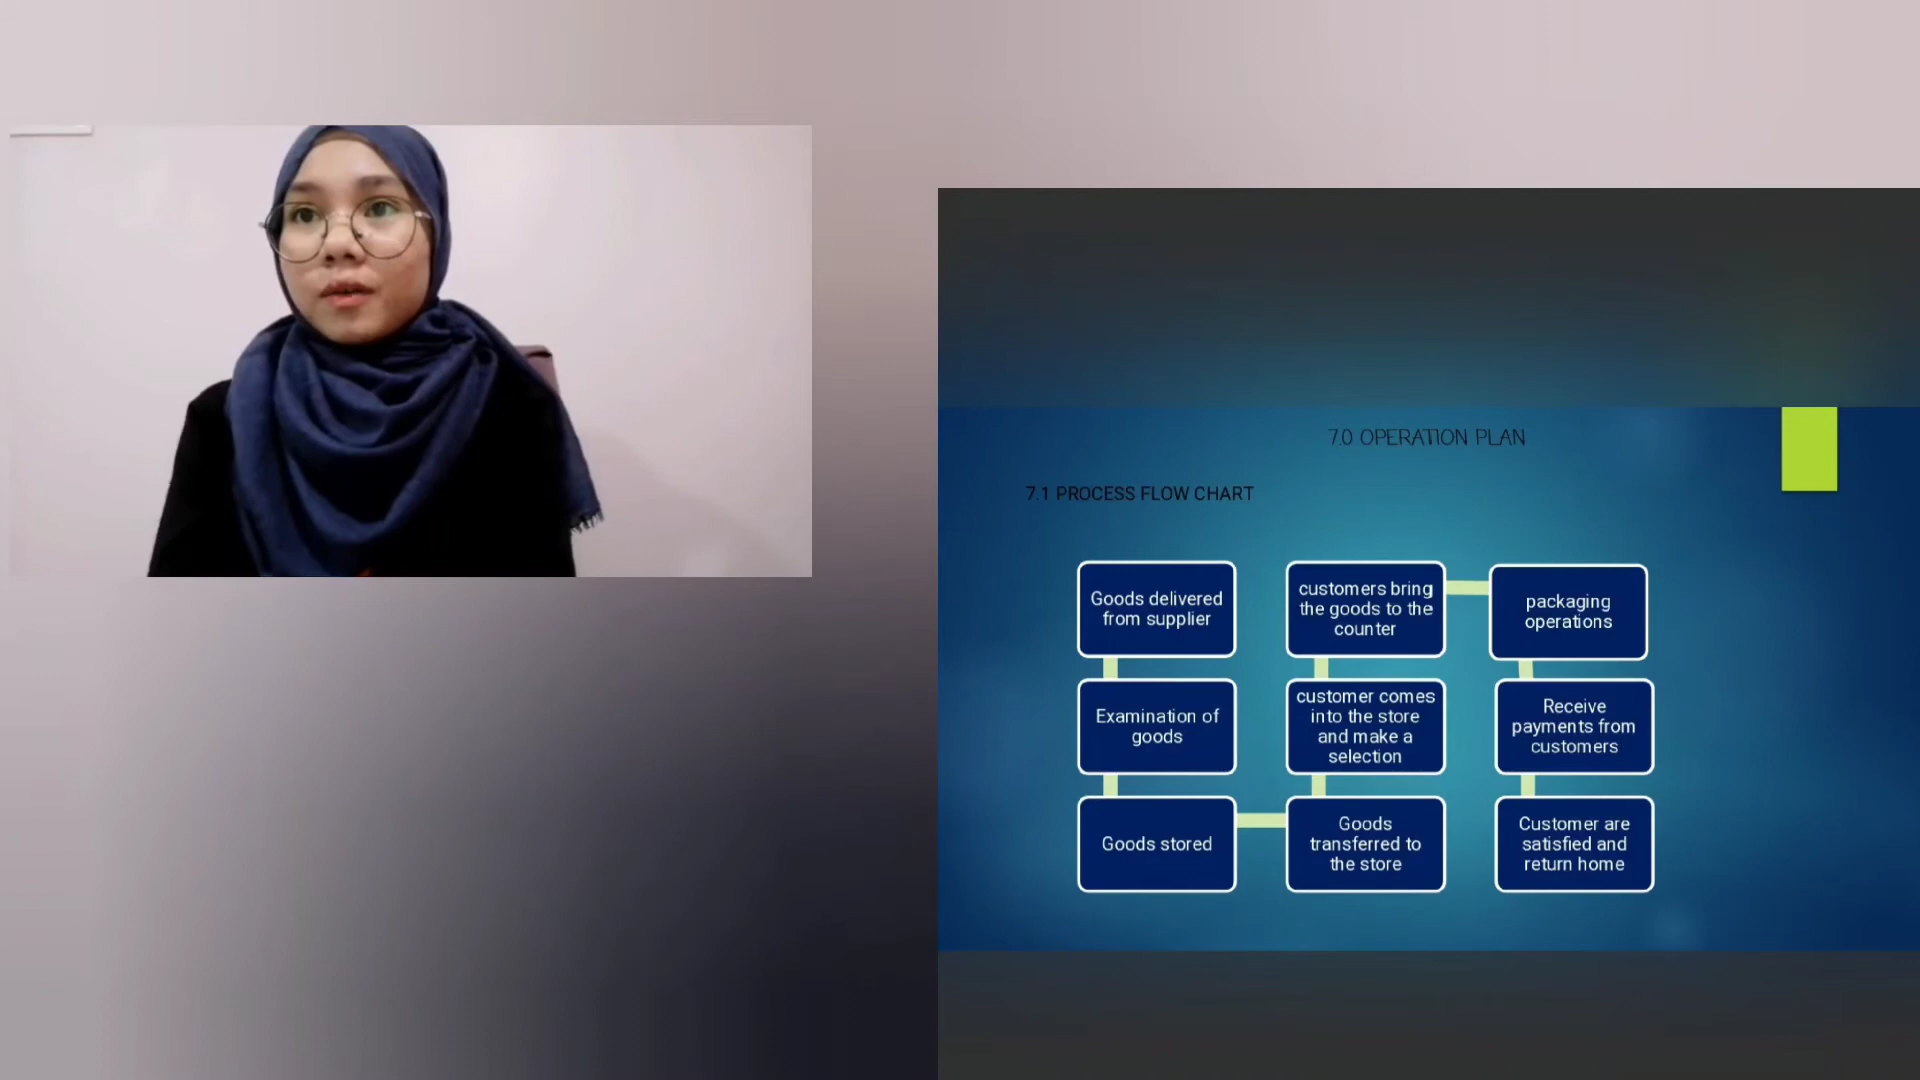 7.0 OPERATION PLAN
7.1 PROCESS FLOW CHART
Goods delivered
from supplier
Examination of
goods
Goods stored
Goods
transferred to
the store
customer comes
into the store
and make a
selection
customers bring
the goods to the
counter
packaging
operations
Receive
payments from
customers
Customer are
satisfied and
return home